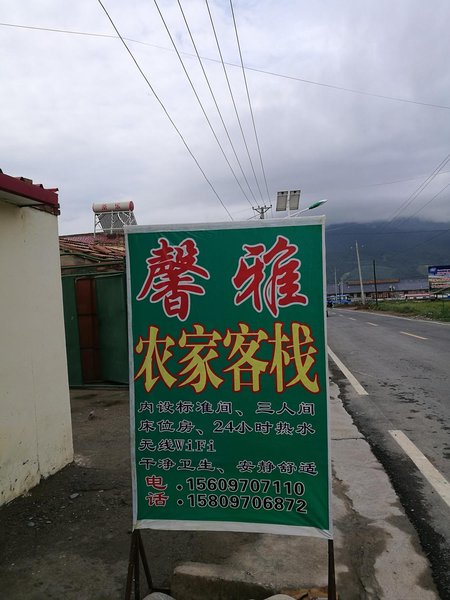 馨雅
农家客栈
内设标准间、三人间
床位房、24小时热水
无线WiFi
干净卫生、安静舒适
电话.15609707110
.15809706872